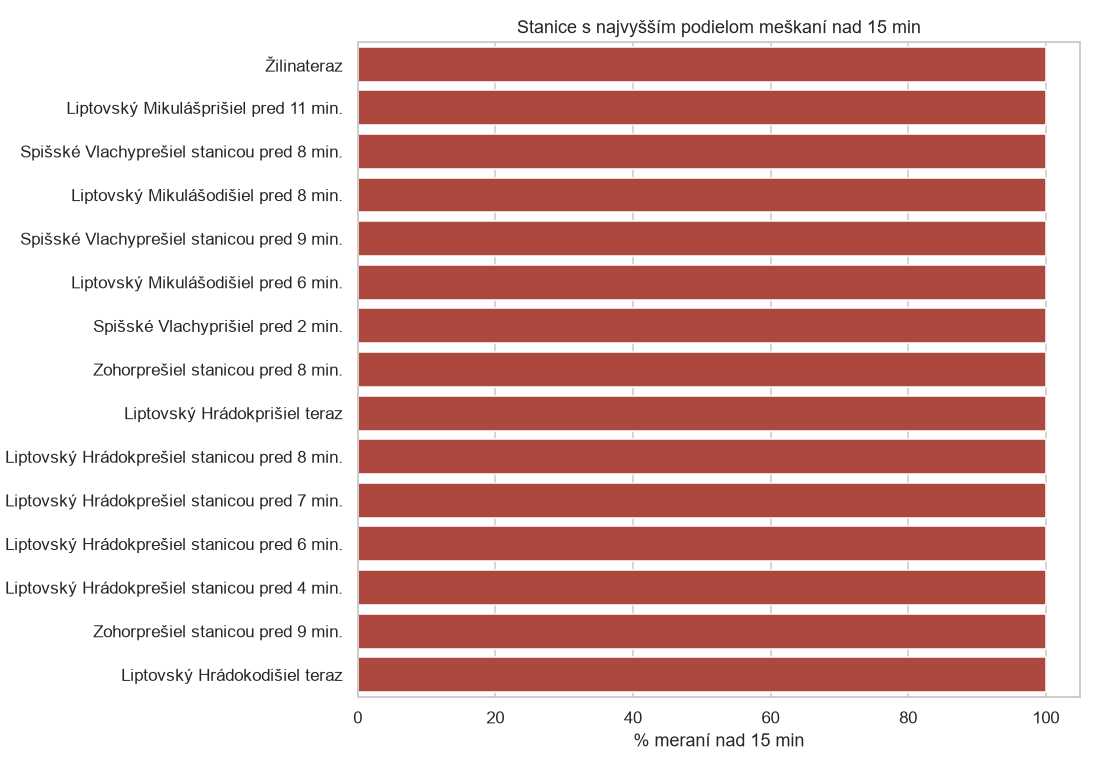 Stanice s najvyšším podielom meškaní nad 15 min
Žilinateraz
Liptovský Mikulášprišiel pred 11 min.
Spišské Vlachyprešiel stanicou pred 8 min.
Liptovský Mikulášodišiel pred 8 min.
Spišské Vlachyprešiel stanicou pred 9 min.
Liptovský Mikulášodišiel pred 6 min.
Spišské Vlachyprišiel pred 2 min.
Zohorprešiel stanicou pred 8 min.
Liptovský Hrádokprišiel teraz
Liptovský Hrádokprešiel stanicou pred 8 min.
Liptovský Hrádokprešiel stanicou pred 7 min.
Liptovský Hrádokprešiel stanicou pred 6 min.
Liptovský Hrádokprešiel stanicou pred 4 min.
Zohorprešiel stanicou pred 9 min.
Liptovský Hrádokodišiel teraz
0 20 40 60 80 100
% meraní nad 15 min